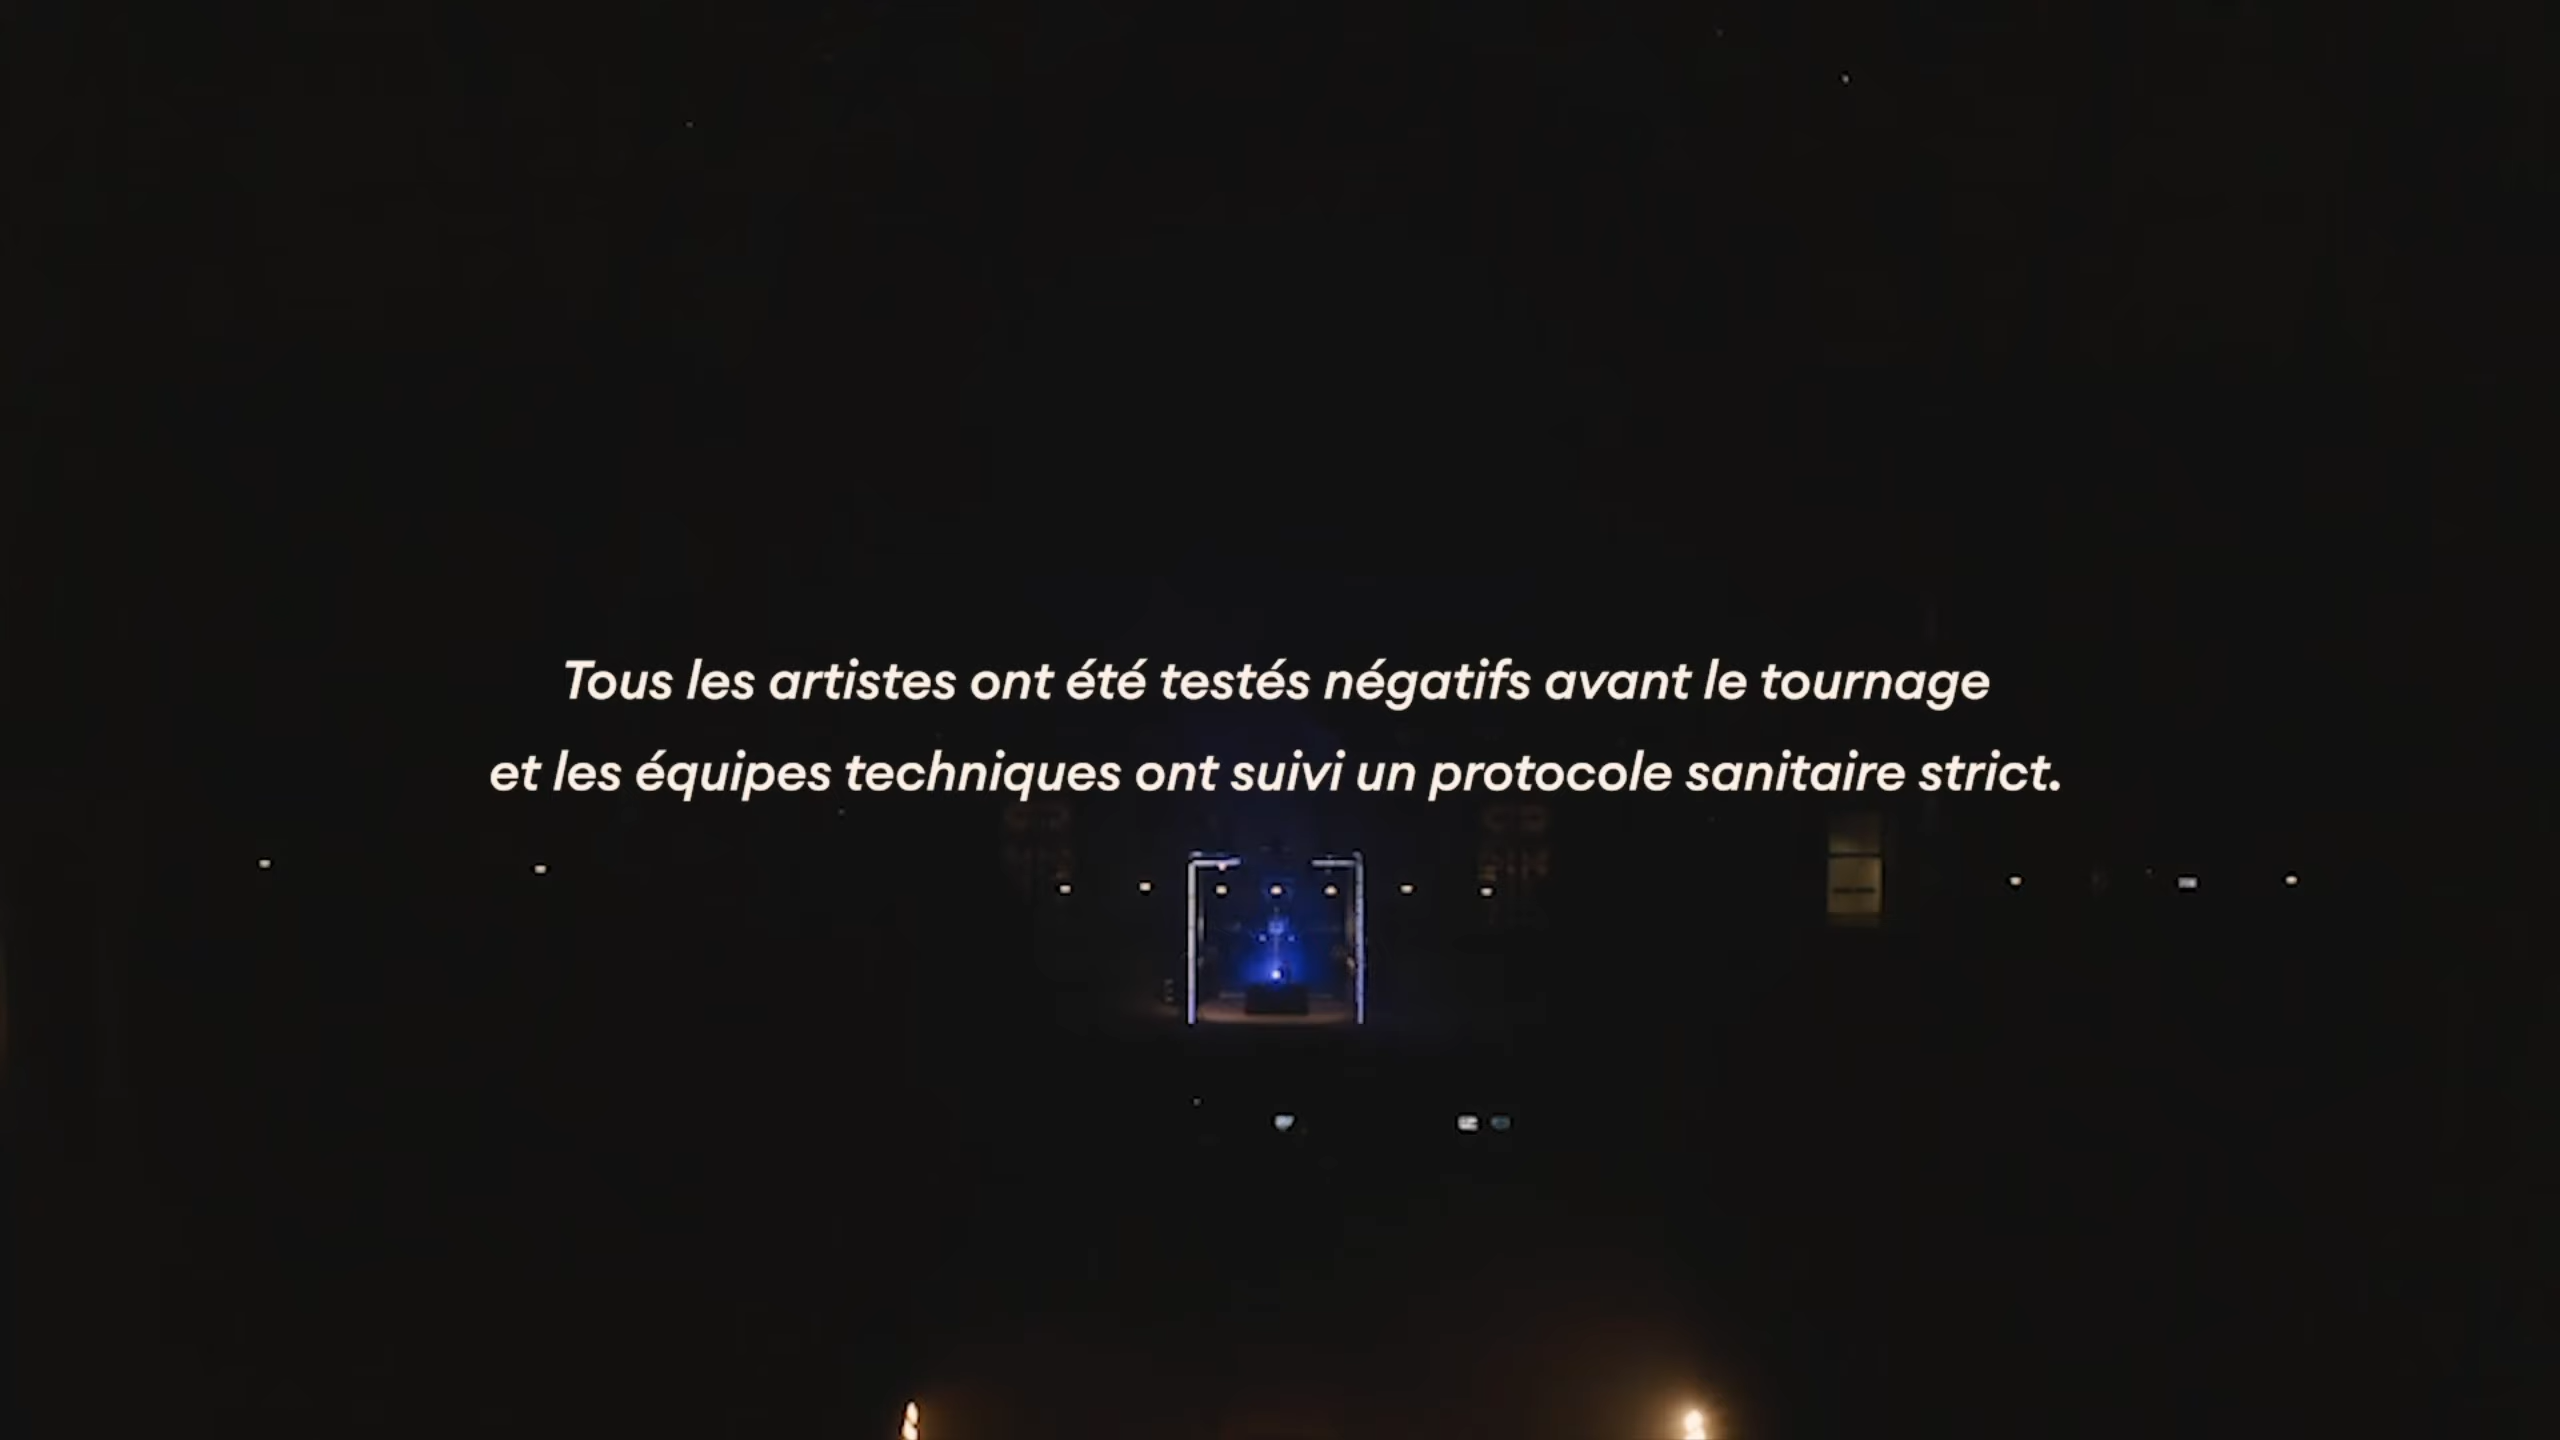 Tous les artistes ont été testés négatifs avant le tournage
et les équipes techniques ont suivi un protocole sanitaire strict.